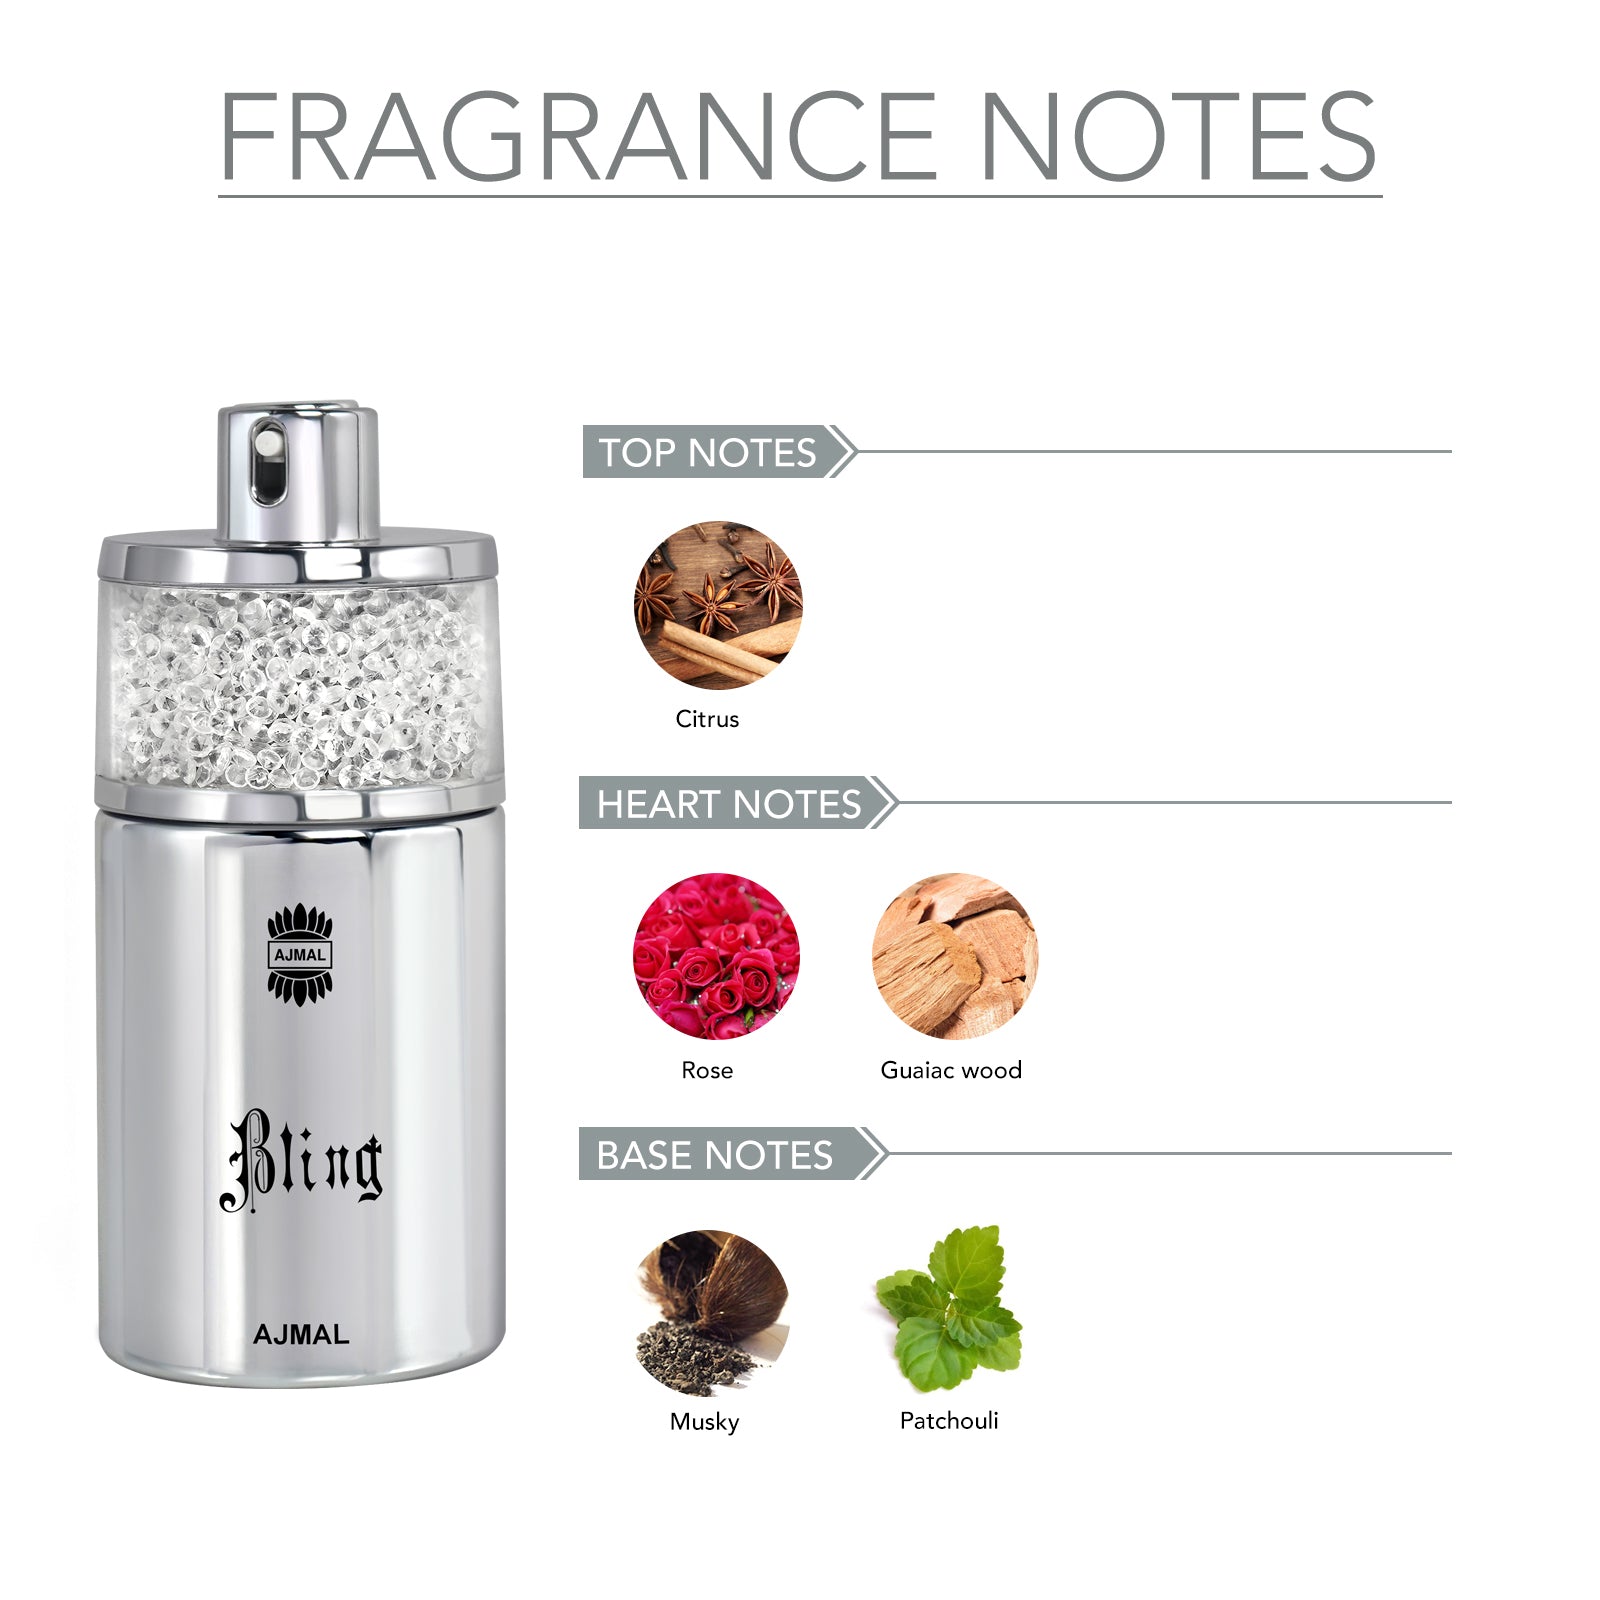 FRAGRANCE NOTES
TOP NOTES
Citrus
HEART NOTES
Rose
Guaiac wood
BASE NOTES
Musky
Patchouli
AJMAL
Bling
AJMAL